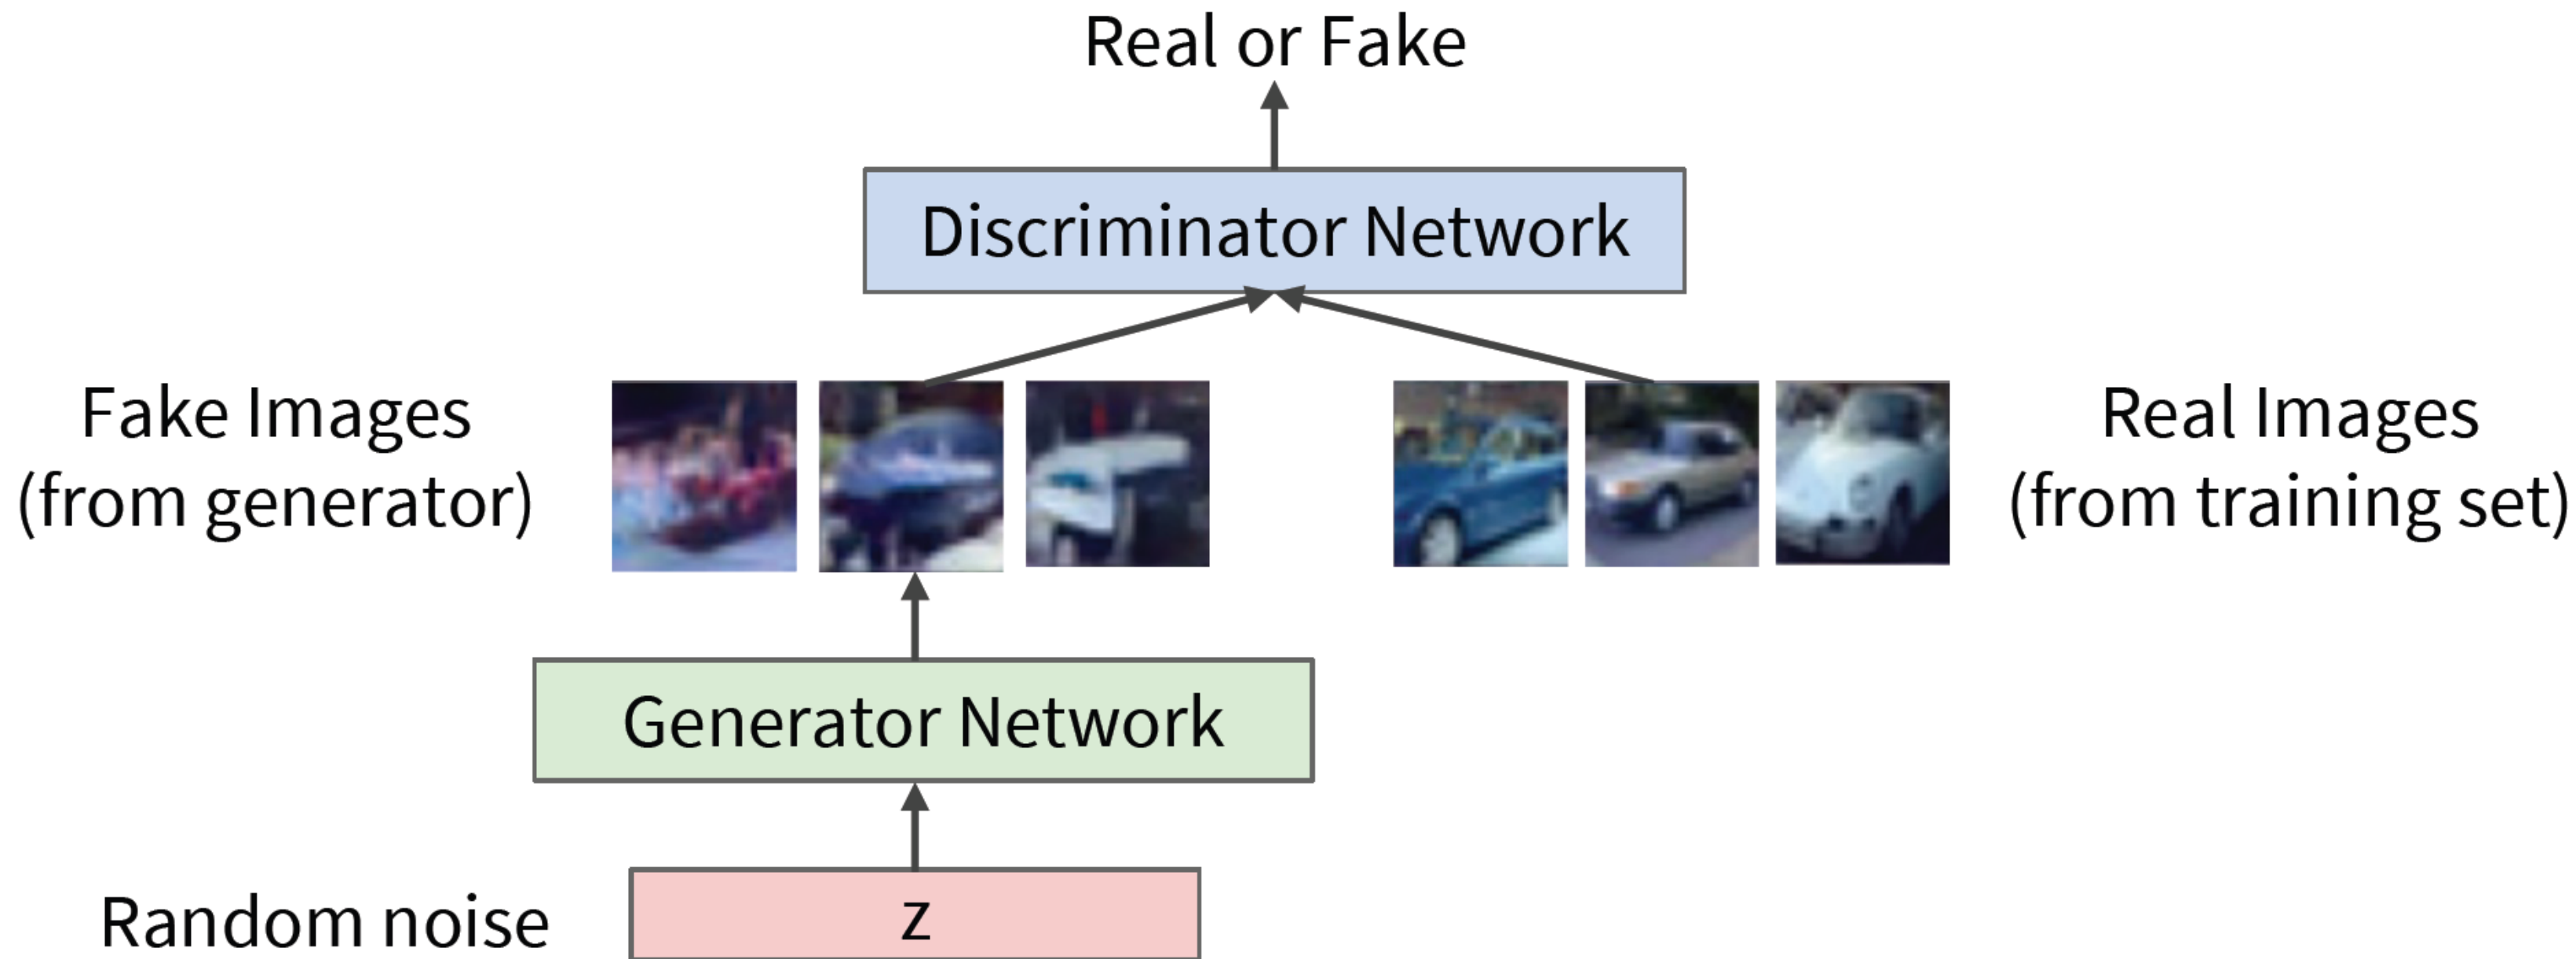 Real or Fake
Discriminator Network
Fake Images
(from generator)
Real Images
(from training set)
Generator Network
Random noise
z